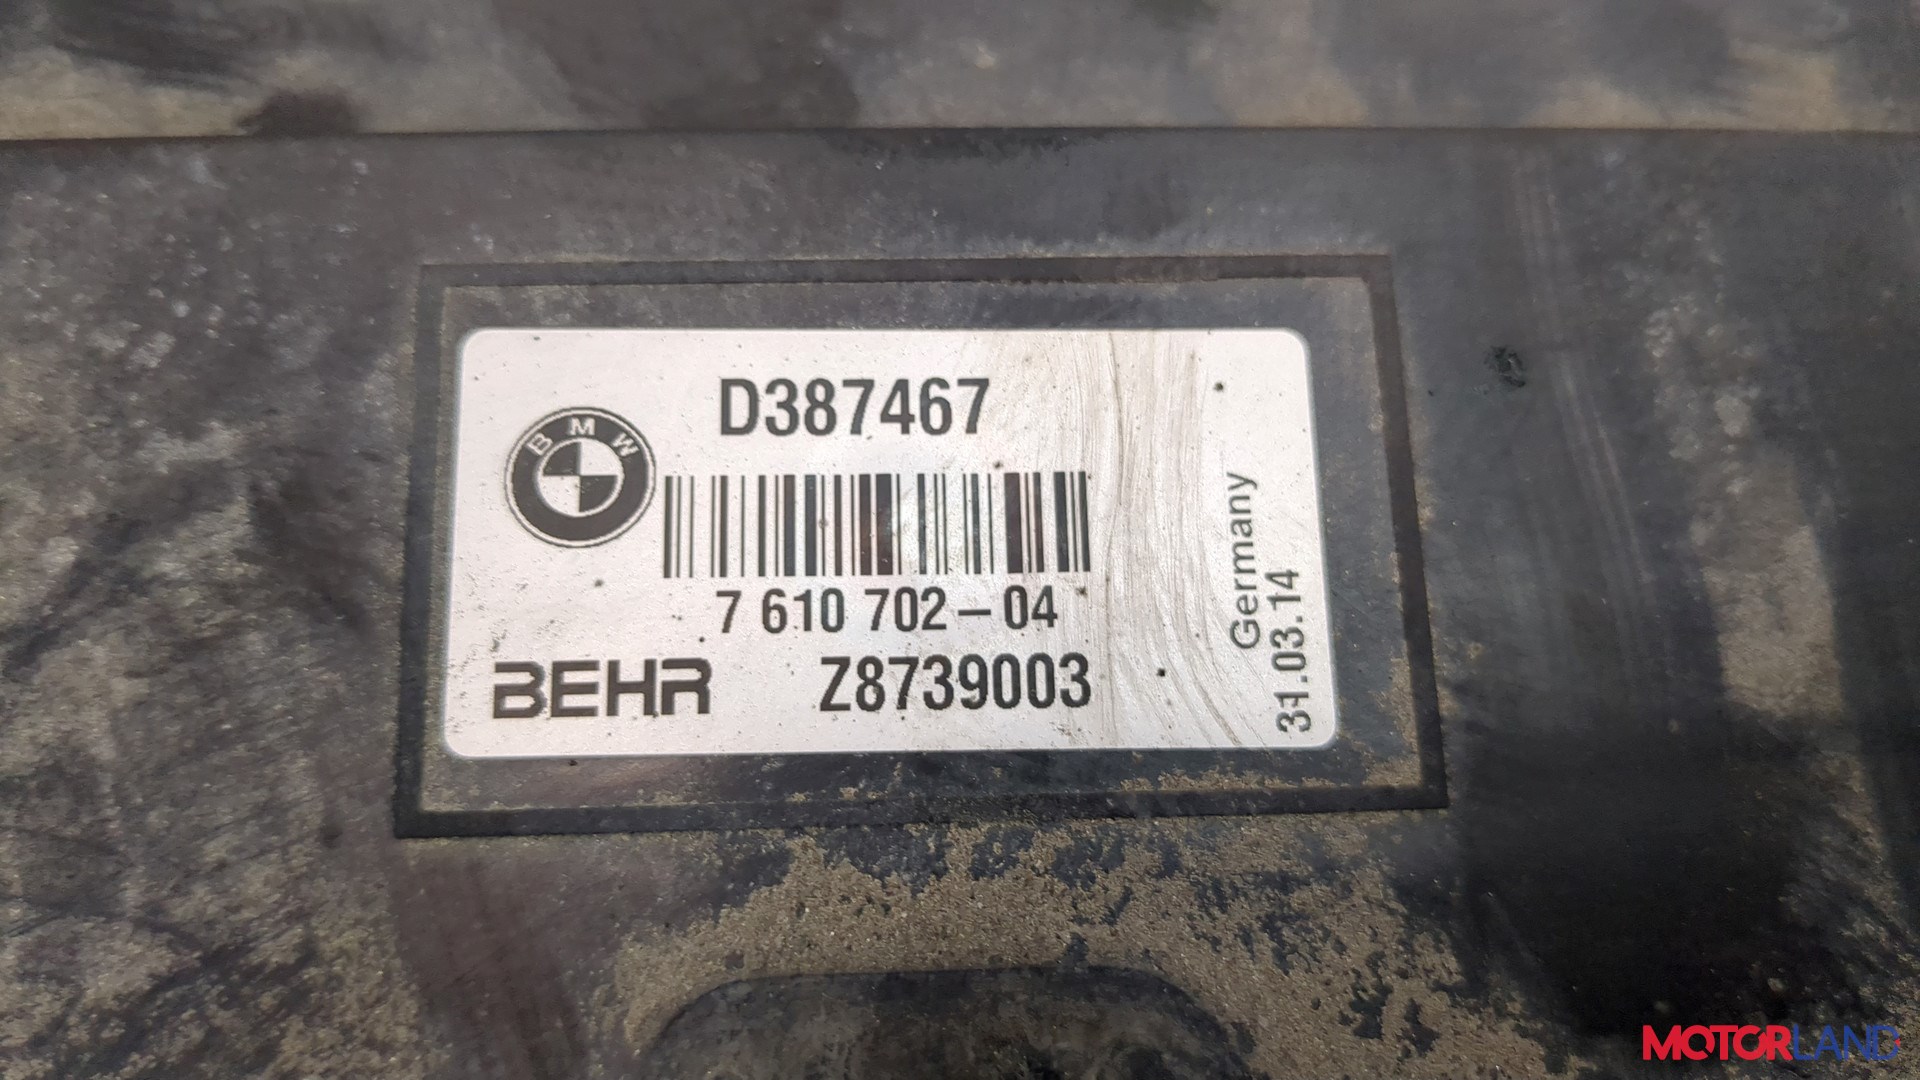 D387467
BMW
7 610 702-04
BEHR Z8739003
Germany
31.03.14
MOTORLAND